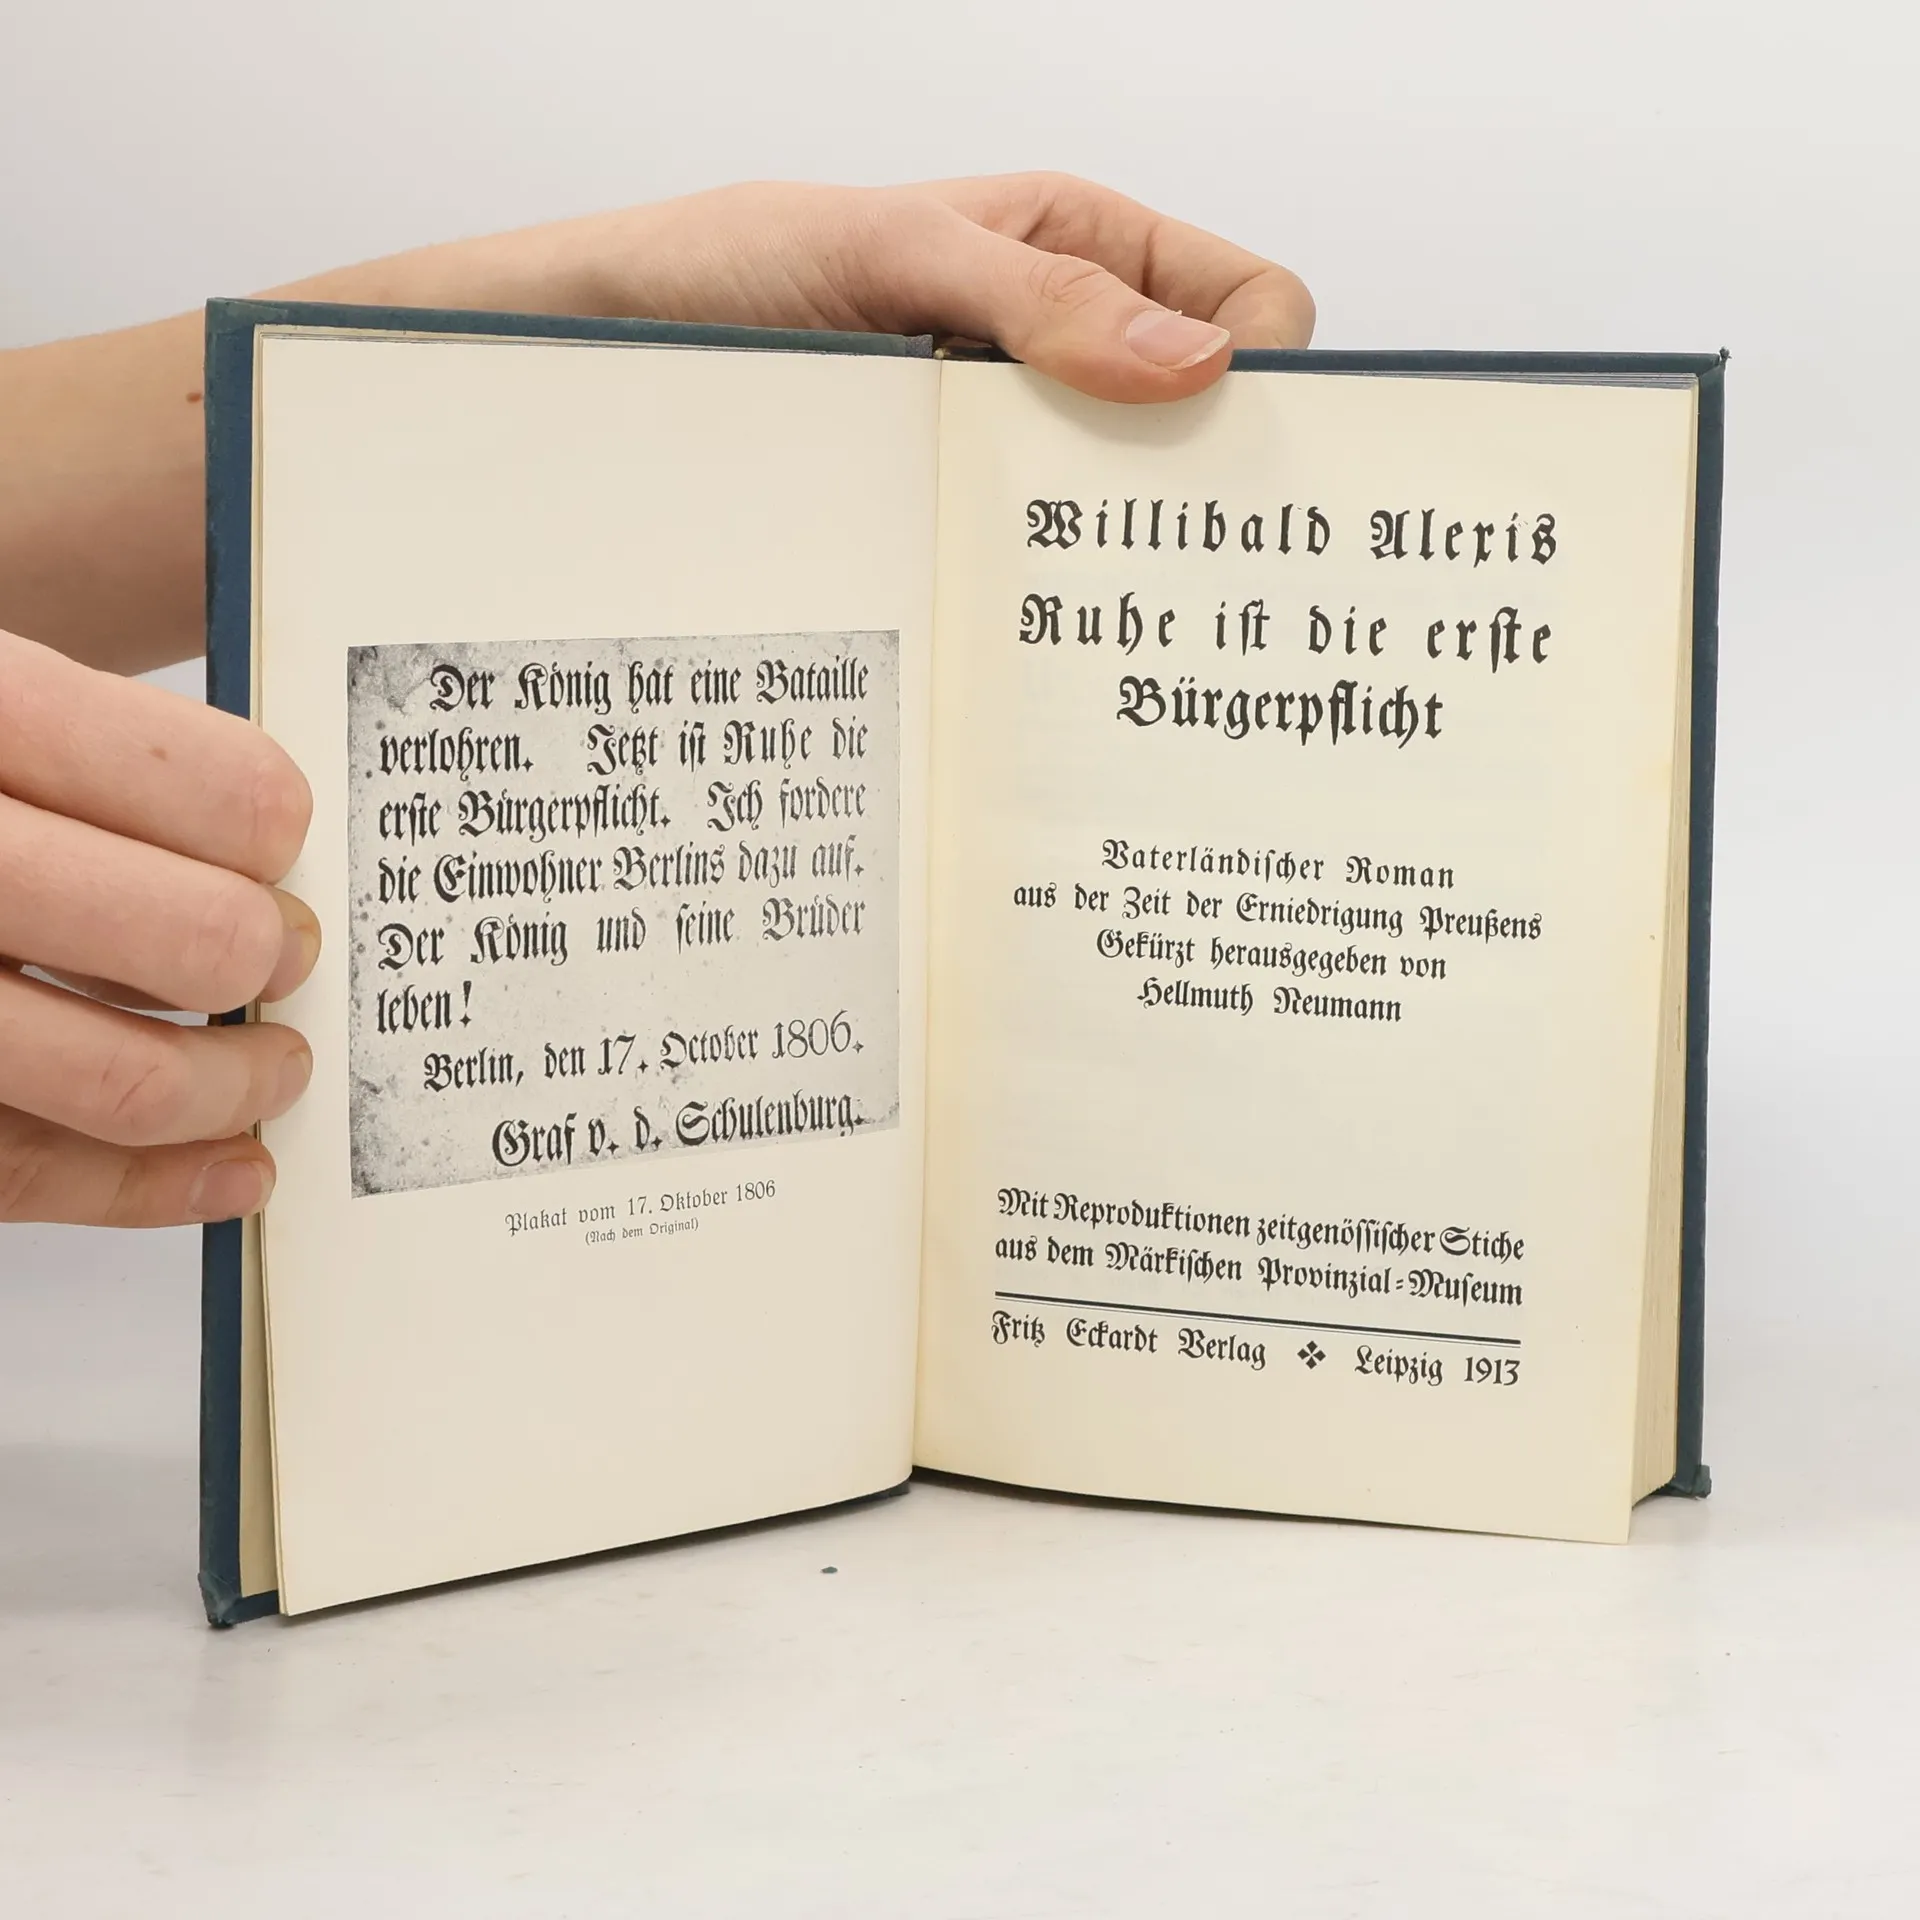 Der König hat eine Bataille
verlohren. Jetzt ist Ruhe die
erste Bürgerpflicht. Ich fordere
die Einwohner Berlins dazu auf.
Der König und seine Brüder
leben!
Berlin, den 17. October 1806.
Graf v. d. Schulenburg.
Plakat vom 17. Oktober 1806
(Nach dem Original)
Willibald Alexis
Ruhe ist die erste
Bürgerpflicht
Vaterländischer Roman
aus der Zeit der Erniedrigung Preußens
Gekürzt herausgegeben von
Hellmuth Neumann
Mit Reproduktionen zeitgenössischer Stiche
aus dem Märkischen Provinzial-Museum
Fritz Eckardt Verlag ❖ Leipzig 1913